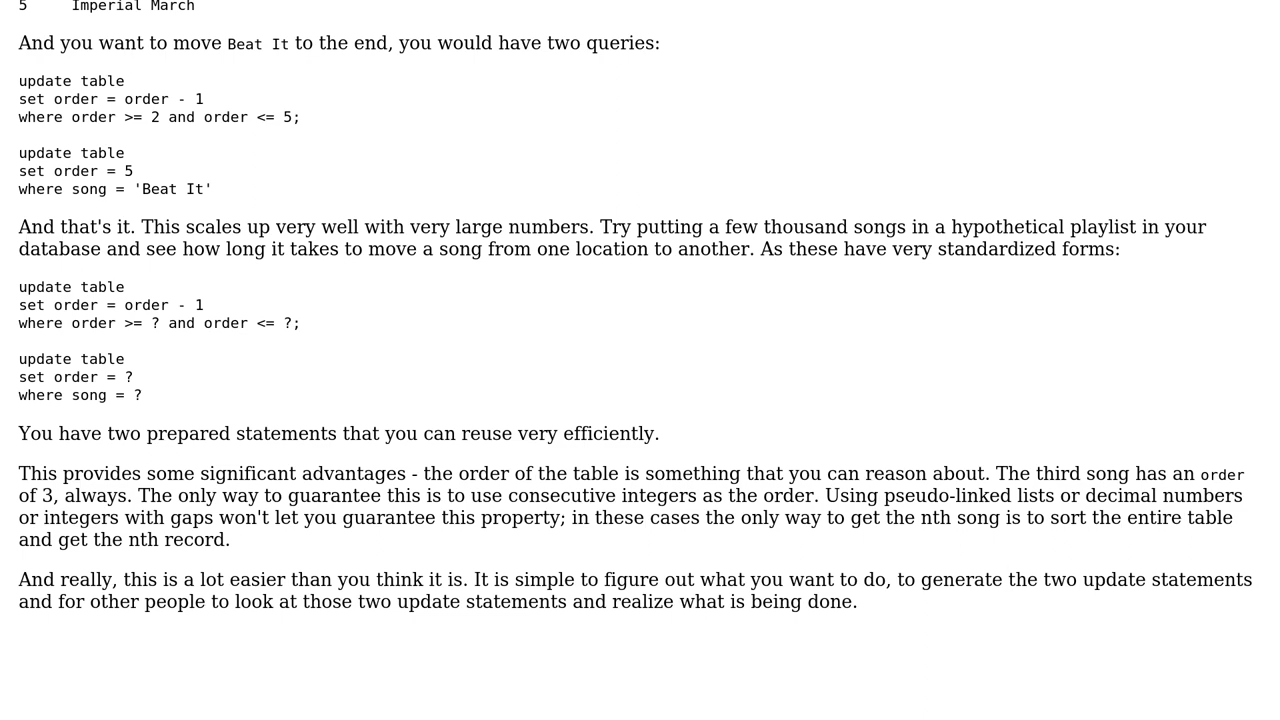 5     Imperial March
And you want to move Beat It to the end, you would have two queries:
update table
set order = order - 1
where order >= 2 and order <= 5;
update table
set order = 5
where song = 'Beat It'
And that's it. This scales up very well with very large numbers. Try putting a few thousand songs in a hypothetical playlist in your
database and see how long it takes to move a song from one location to another. As these have very standardized forms:
update table
set order = order - 1
where order >= ? and order <= ?;
update table
set order = ?
where song = ?
You have two prepared statements that you can reuse very efficiently.
This provides some significant advantages - the order of the table is something that you can reason about. The third song has an order
of 3, always. The only way to guarantee this is to use consecutive integers as the order. Using pseudo-linked lists or decimal numbers
or integers with gaps won't let you guarantee this property; in these cases the only way to get the nth song is to sort the entire table
and get the nth record.
And really, this is a lot easier than you think it is. It is simple to figure out what you want to do, to generate the two update statements
and for other people to look at those two update statements and realize what is being done.